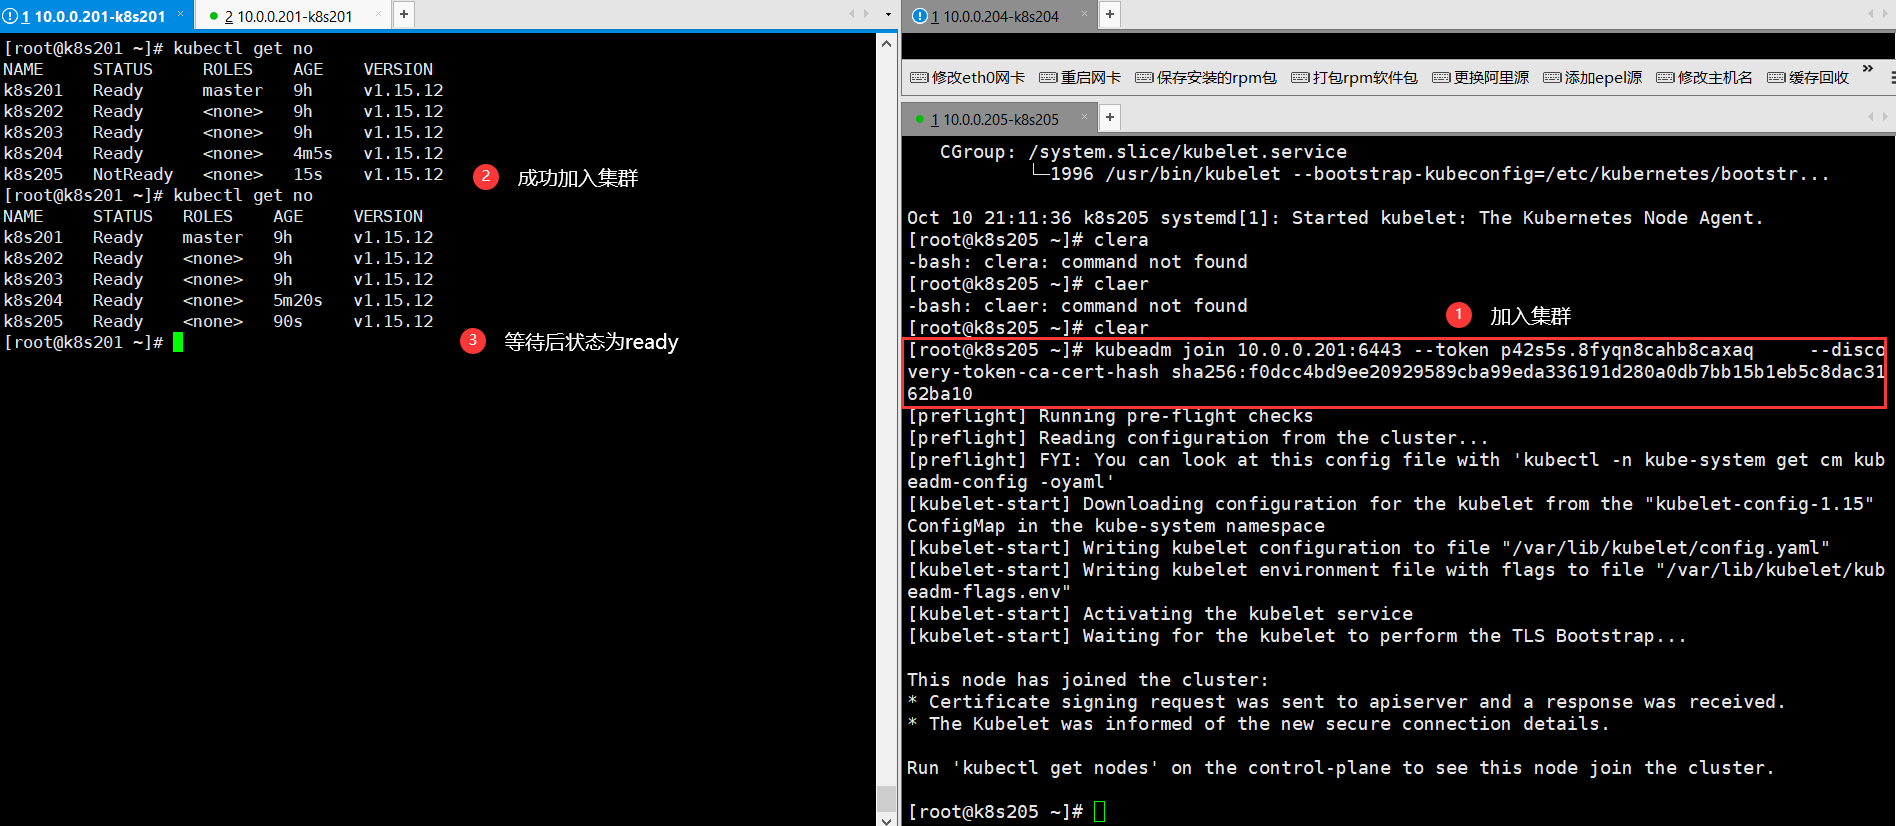 1 10.0.0.201-k8s201 × 2 10.0.0.201-k8s201 × +
[root@k8s201 ~]# kubectl get no
NAME     STATUS     ROLES    AGE    VERSION
k8s201   Ready      master   9h     v1.15.12
k8s202   Ready      <none>   9h     v1.15.12
k8s203   Ready      <none>   9h     v1.15.12
k8s204   Ready      <none>   4m5s   v1.15.12
k8s205   NotReady   <none>   15s    v1.15.12
2 成功加入集群
[root@k8s201 ~]# kubectl get no
NAME     STATUS   ROLES    AGE     VERSION
k8s201   Ready    master   9h      v1.15.12
k8s202   Ready    <none>   9h      v1.15.12
k8s203   Ready    <none>   9h      v1.15.12
k8s204   Ready    <none>   5m20s   v1.15.12
k8s205   Ready    <none>   90s     v1.15.12
[root@k8s201 ~]#
3 等待后状态为ready
1 10.0.0.204-k8s204 × +
修改eth0网卡 重启网卡 保存安装的rpm包 打包rpm软件包 更换阿里源 添加epel源 修改主机名 缓存回收 »
1 10.0.0.205-k8s205 × +
CGroup: /system.slice/kubelet.service
└─1996 /usr/bin/kubelet --bootstrap-kubeconfig=/etc/kubernetes/bootstr...
Oct 10 21:11:36 k8s205 systemd[1]: Started kubelet: The Kubernetes Node Agent.
[root@k8s205 ~]# clera
-bash: clera: command not found
[root@k8s205 ~]# claer
-bash: claer: command not found
1 加入集群
[root@k8s205 ~]# clear
[root@k8s205 ~]# kubeadm join 10.0.0.201:6443 --token p42s5s.8fyqn8cahb8caxaq     --disco
very-token-ca-cert-hash sha256:f0dcc4bd9ee20929589cba99eda336191d280a0db7bb15b1eb5c8dac31
62ba10
[preflight] Running pre-flight checks
[preflight] Reading configuration from the cluster...
[preflight] FYI: You can look at this config file with 'kubectl -n kube-system get cm kub
eadm-config -oyaml'
[kubelet-start] Downloading configuration for the kubelet from the "kubelet-config-1.15"
ConfigMap in the kube-system namespace
[kubelet-start] Writing kubelet configuration to file "/var/lib/kubelet/config.yaml"
[kubelet-start] Writing kubelet environment file with flags to file "/var/lib/kubelet/kub
eadm-flags.env"
[kubelet-start] Activating the kubelet service
[kubelet-start] Waiting for the kubelet to perform the TLS Bootstrap...
This node has joined the cluster:
* Certificate signing request was sent to apiserver and a response was received.
* The Kubelet was informed of the new secure connection details.
Run 'kubectl get nodes' on the control-plane to see this node join the cluster.
[root@k8s205 ~]#